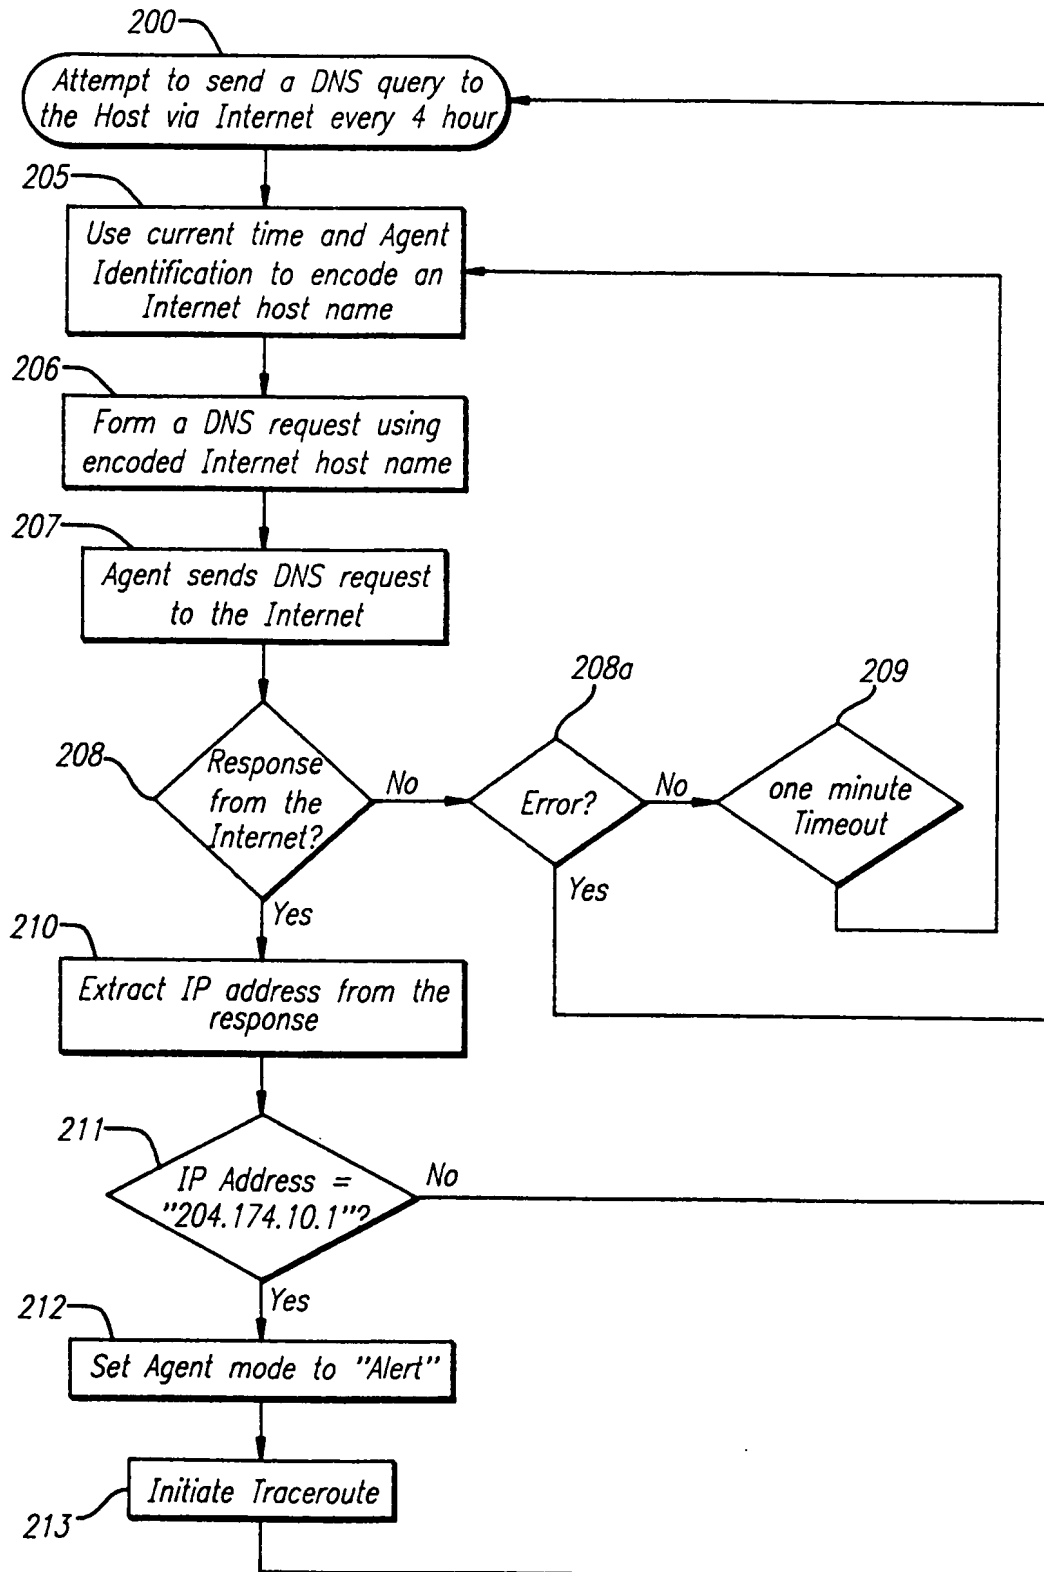 200
Attempt to send a DNS query to
the Host via Internet every 4 hour
205
Use current time and Agent
Identification to encode an
Internet host name
206
Form a DNS request using
encoded Internet host name
207
Agent sends DNS request
to the Internet
208
Response
from the
Internet?
No
208a
Error?
No
209
one minute
Timeout
Yes
Yes
210
Extract IP address from the
response
211
IP Address =
"204.174.10.1"?
No
Yes
212
Set Agent mode to "Alert"
Initiate Traceroute
213